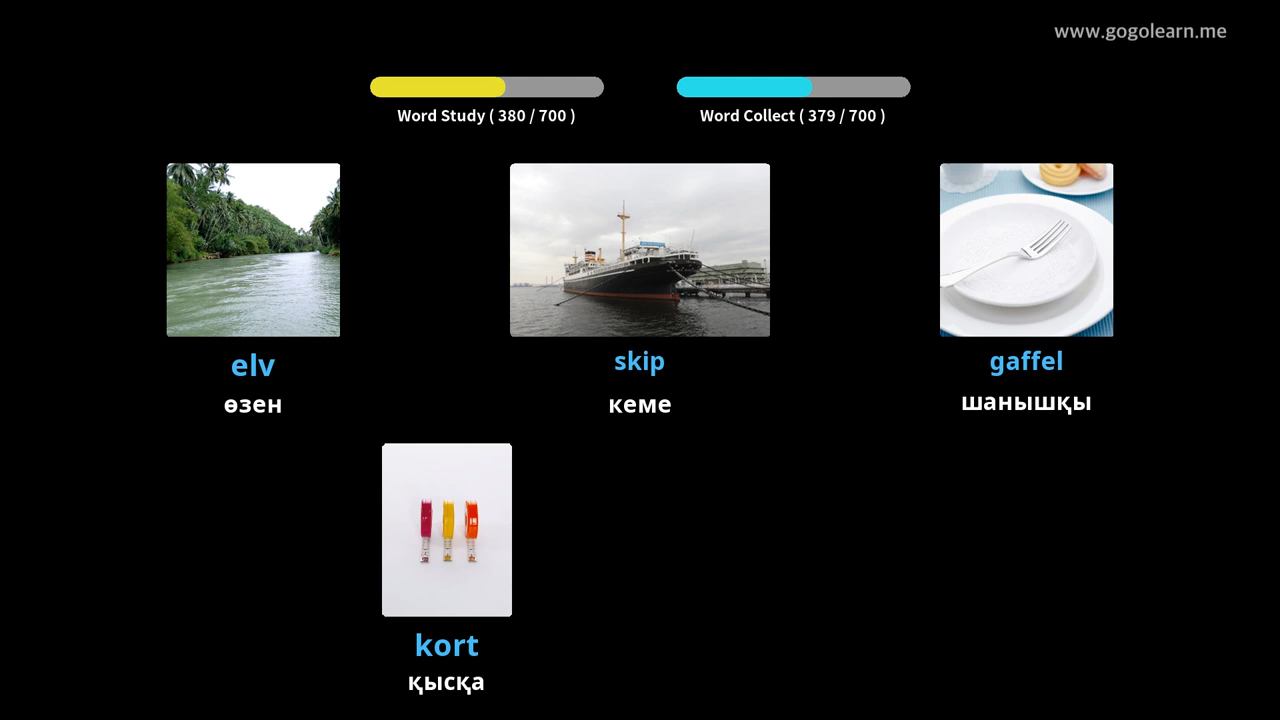 www.gogolearn.me
Word Study ( 380 / 700 )
Word Collect ( 379 / 700 )
elv
skip
gaffel
өзен
кеме
шанышқы
kort
қысқа